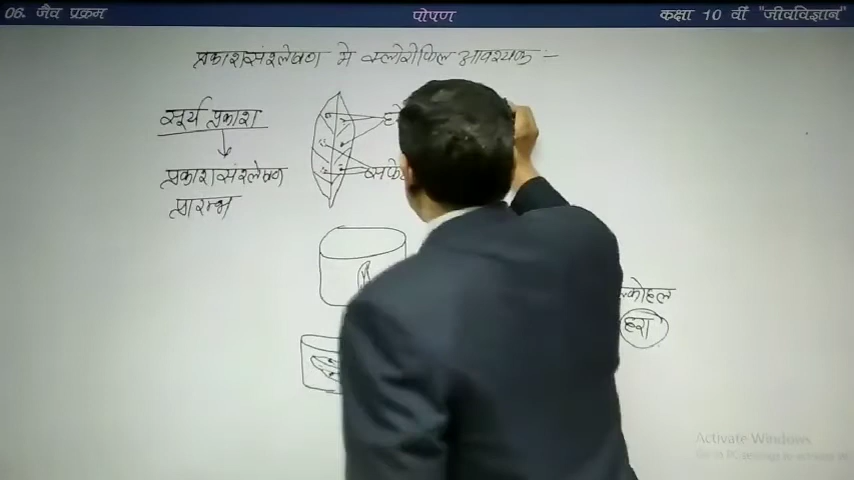 06. जैव प्रक्रम
पोषण
कक्षा 10 वीं "जीवविज्ञान"
प्रकाशसंश्लेषण मे क्लोरोफिल आवश्यक :-
सूर्य प्रकाश
प्रकाशसंश्लेषण
प्रारम्भ
हरा
Activate Windows